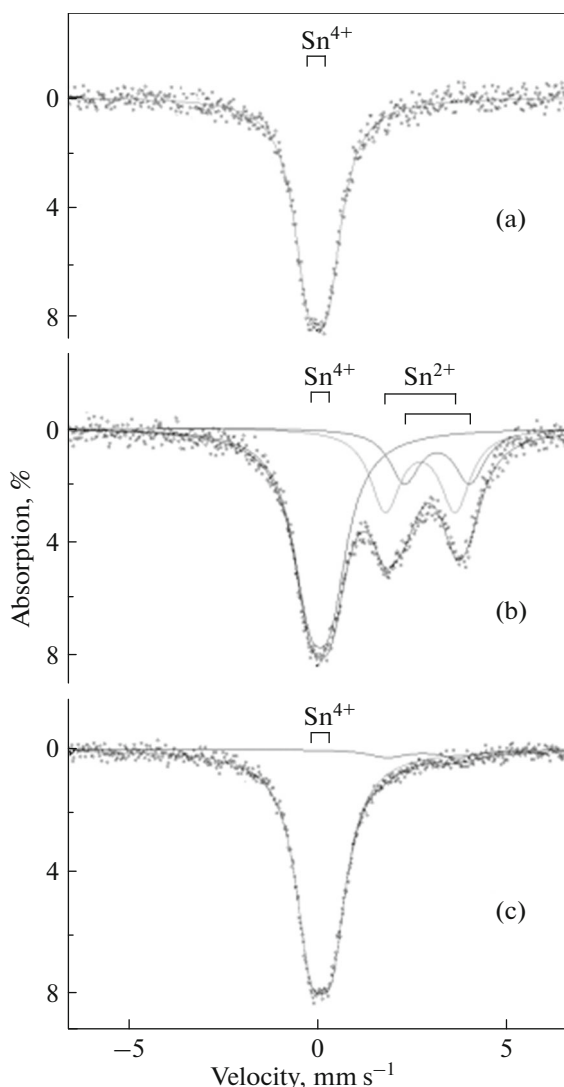 Sn⁴⁺
0
4
8
(a)
Sn⁴⁺ Sn²⁺
0
4
8
(b)
Absorption, %
Sn⁴⁺
0
4
8
(c)
−5 0 5
Velocity, mm s⁻¹